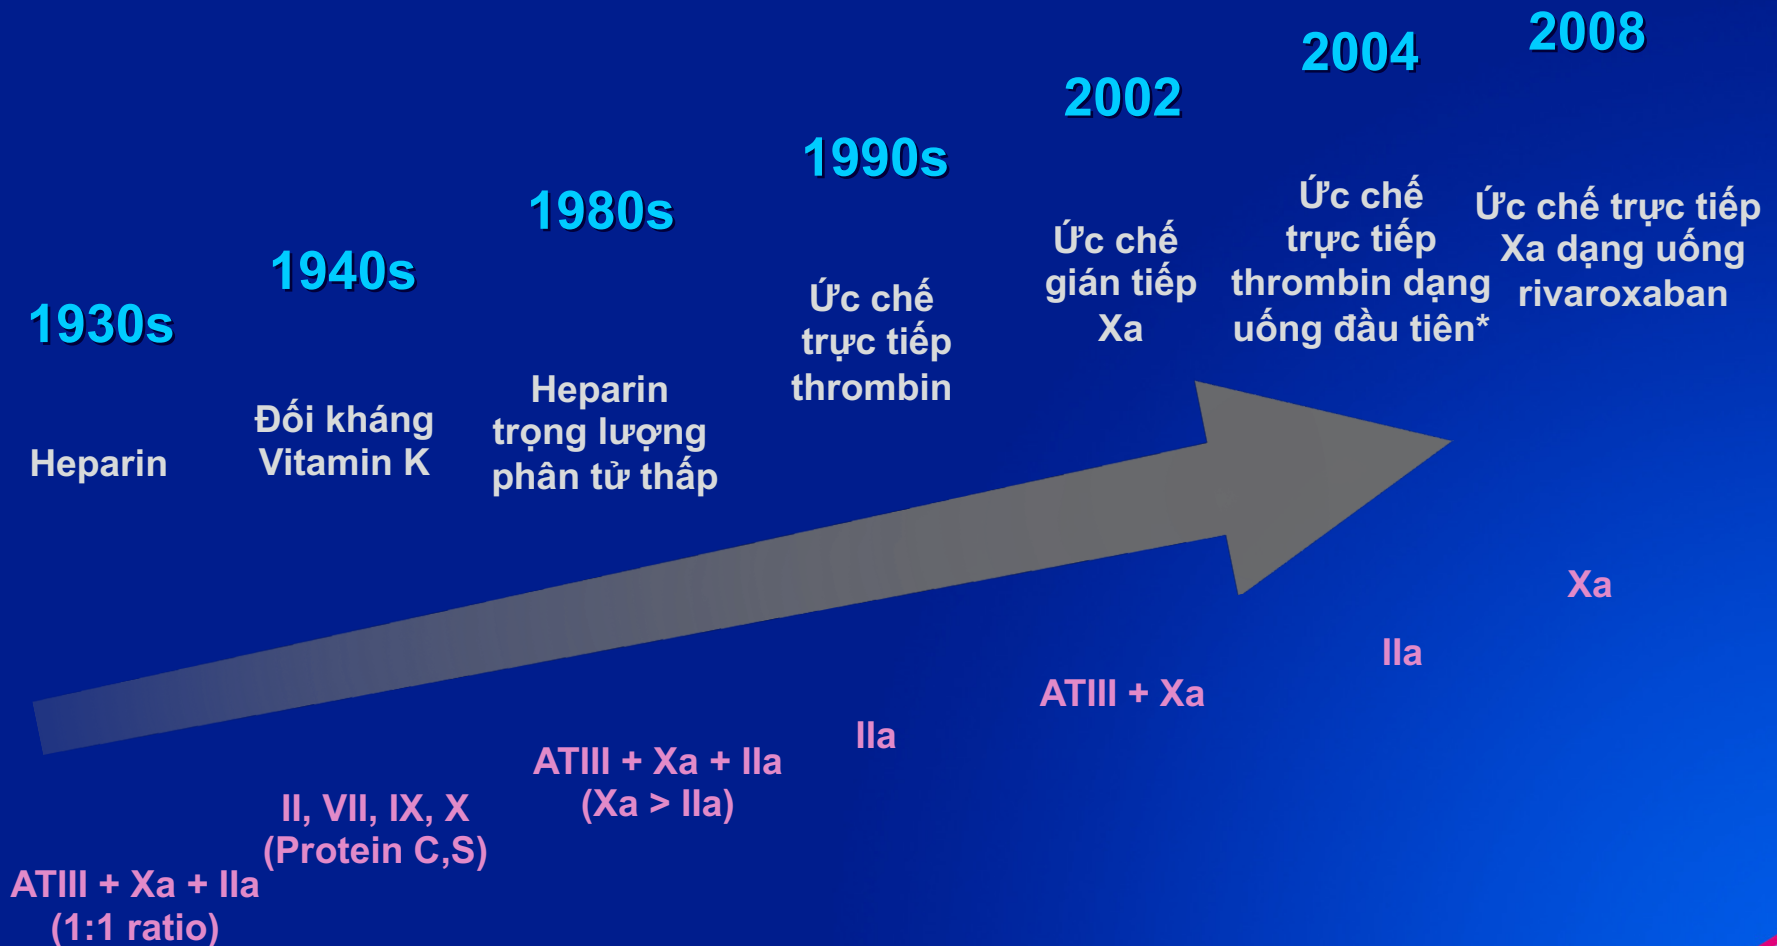 1930s
Heparin
ATIII + Xa + IIa
(1:1 ratio)
1940s
Đối kháng
Vitamin K
II, VII, IX, X
(Protein C,S)
1980s
Heparin
trọng lượng
phân tử thấp
ATIII + Xa + IIa
(Xa > IIa)
1990s
Ức chế
trực tiếp
thrombin
IIa
2002
Ức chế
gián tiếp
Xa
ATIII + Xa
2004
Ức chế
trực tiếp
thrombin dạng
uống đầu tiên*
IIa
2008
Ức chế trực tiếp
Xa dạng uống
rivaroxaban
Xa